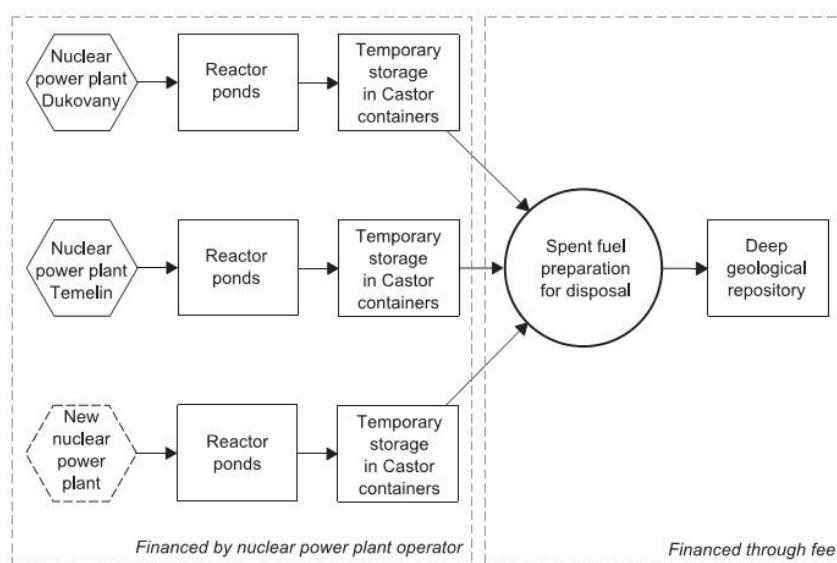 Nuclear
power plant
Dukovany
Reactor
ponds
Temporary
storage
in Castor
containers
Nuclear
power plant
Temelin
Reactor
ponds
Temporary
storage
in Castor
containers
Spent fuel
preparation
for disposal
Deep
geological
repository
New
nuclear
power
plant
Reactor
ponds
Temporary
storage
in Castor
containers
Financed by nuclear power plant operator
Financed through fee